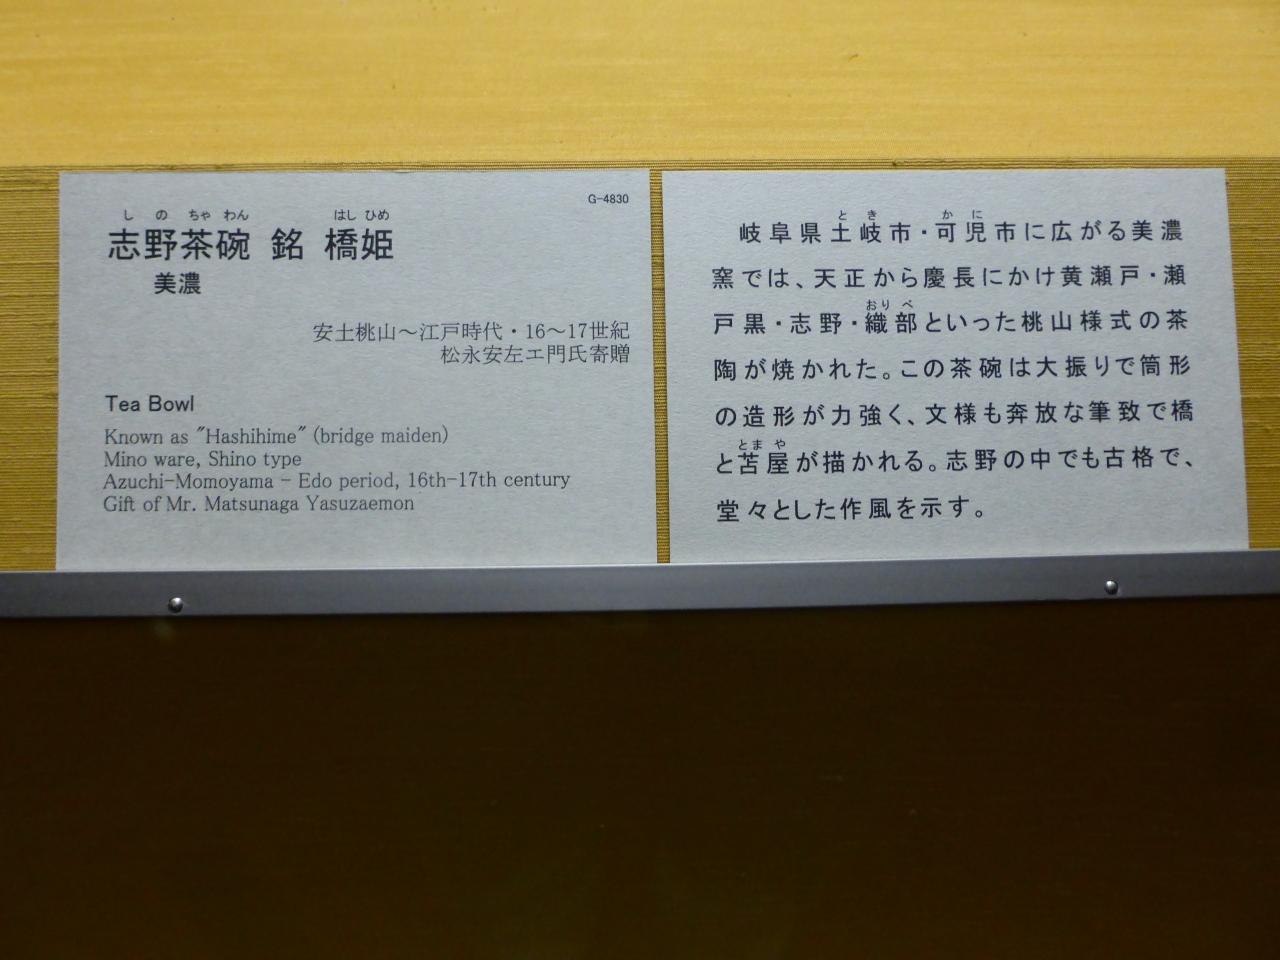 G-4830
し の ちゃ わん はし ひめ
志野茶碗 銘 橋姫
美濃
安土桃山～江戸時代・16～17世紀
松永安左エ門氏寄贈
Tea Bowl
Known as "Hashihime" (bridge maiden)
Mino ware, Shino type
Azuchi-Momoyama - Edo period, 16th-17th century
Gift of Mr. Matsunaga Yasuzaemon
と き か に
岐阜県土岐市・可児市に広がる美濃
窯では、天正から慶長にかけ黄瀬戸・瀬
おり べ
戸黒・志野・織部といった桃山様式の茶
陶が焼かれた。この茶碗は大振りで筒形
の造形が力強く、文様も奔放な筆致で橋
とま や
と苫屋が描かれる。志野の中でも古格で、
堂々とした作風を示す。